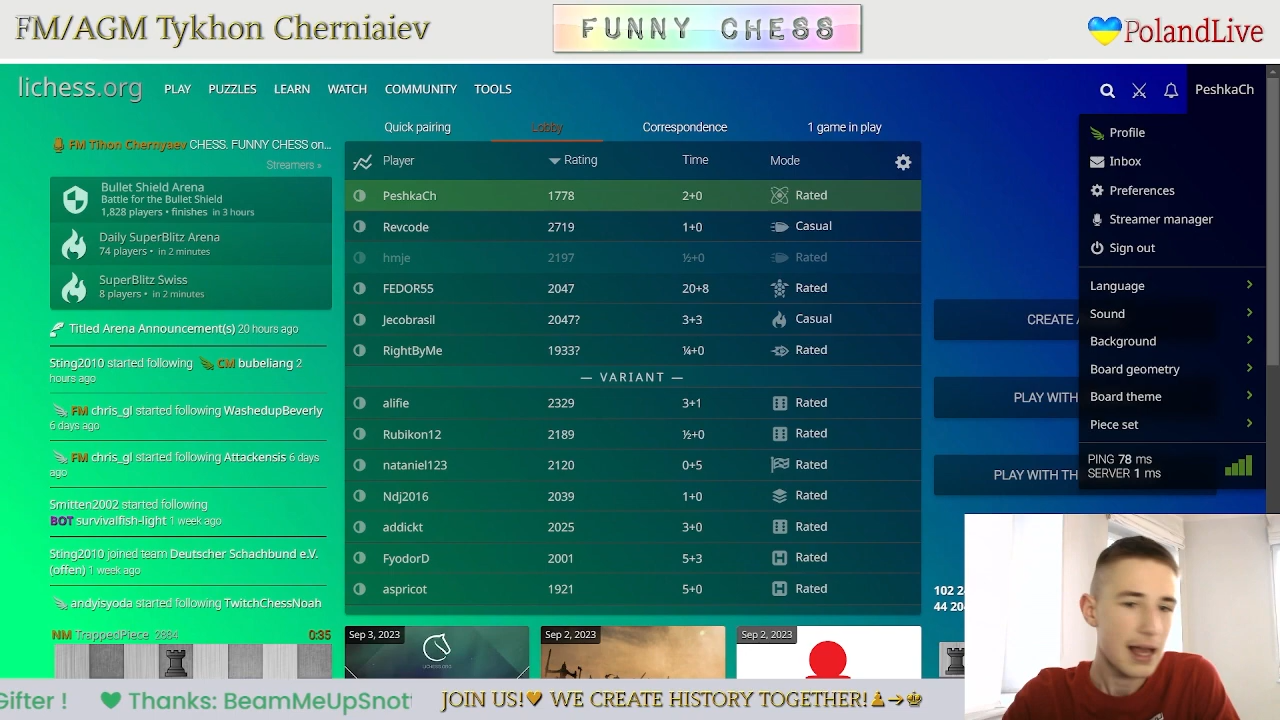 FM/AGM Tykhon Cherniaiev
FUNNY CHESS
PolandLive
lichess.org
PLAY PUZZLES LEARN WATCH COMMUNITY TOOLS
PeshkaCh
Profile
Inbox
Preferences
Streamer manager
Sign out
Language
Sound
Background
Board geometry
Board theme
Piece set
PING 78 ms
SERVER 1 ms
FM Tihon Chernyaev CHESS. FUNNY CHESS on...
Streamers »
Bullet Shield Arena
Battle for the Bullet Shield
1,828 players • finishes in 3 hours
Daily SuperBlitz Arena
74 players • in 2 minutes
SuperBlitz Swiss
8 players • in 2 minutes
Titled Arena Announcement(s) 20 hours ago
Sting2010 started following CM bubeliang 2
hours ago
FM chris_gl started following WashedupBeverly
6 days ago
FM chris_gl started following Attackensis 6 days
ago
Smitten2002 started following
BOT survivalfish-light 1 week ago
Sting2010 joined team Deutscher Schachbund e.V.
(offen) 1 week ago
andyisyoda started following TwitchChessNoah
NM TrappedPiece 2884 0:35
Quick pairing Lobby Correspondence 1 game in play
Player Rating Time Mode
PeshkaCh 1778 2+0 Rated
Revcode 2719 1+0 Casual
hmje 2197 ½+0 Rated
FEDOR55 2047 20+8 Rated
Jecobrasil 2047? 3+3 Casual
RightByMe 1933? ¼+0 Rated
— VARIANT —
alifie 2329 3+1 Rated
Rubikon12 2189 ½+0 Rated
nataniel123 2120 0+5 Rated
Ndj2016 2039 1+0 Rated
addickt 2025 3+0 Rated
FyodorD 2001 5+3 Rated
aspricot 1921 5+0 Rated
CREATE
PLAY WITH
PLAY WITH TH
102 2
44 20
Sep 3, 2023
LICHESS.ORG
Sep 2, 2023
Sep 2, 2023
Gifter !
Thanks: BeamMeUpSnot
JOIN US! WE CREATE HISTORY TOGETHER!